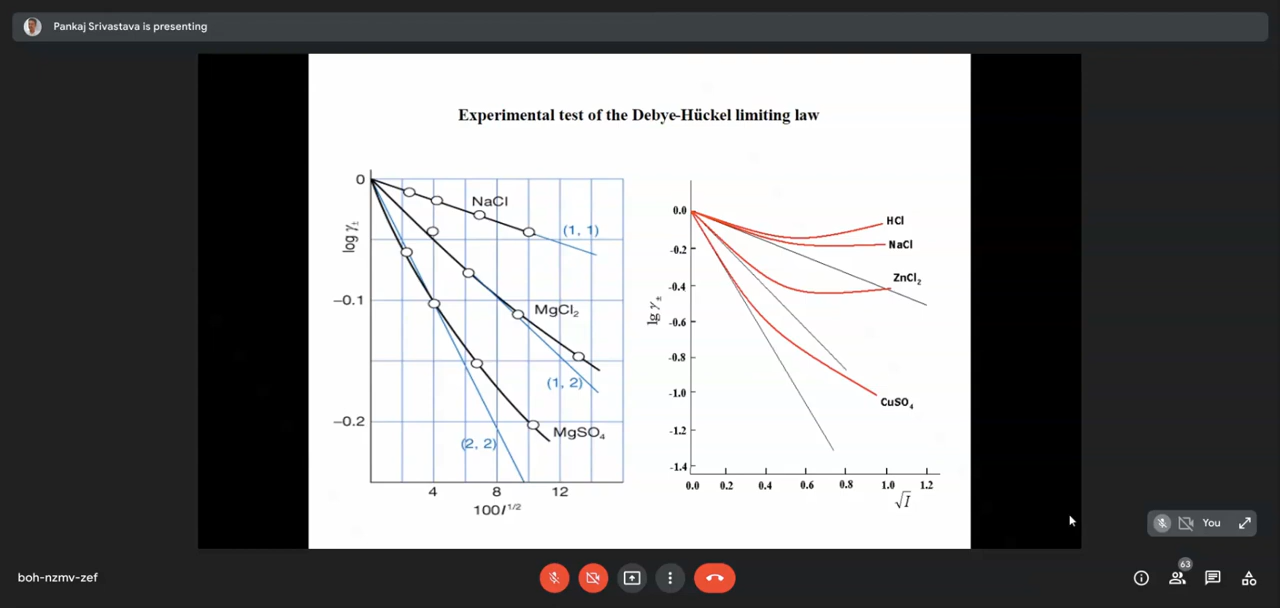 Pankaj Srivastava is presenting
Experimental test of the Debye-Hückel limiting law
0
NaCl
(1, 1)
log γ±
−0.1
MgCl₂
(1, 2)
−0.2
(2, 2)
MgSO₄
4 8 12
100I¹/²
0.0
HCl
-0.2
NaCl
ZnCl₂
-0.4
lg γ±
-0.6
-0.8
-1.0
CuSO₄
-1.2
-1.4
0.0 0.2 0.4 0.6 0.8 1.0 1.2
√I
You
boh-nzmv-zef
63